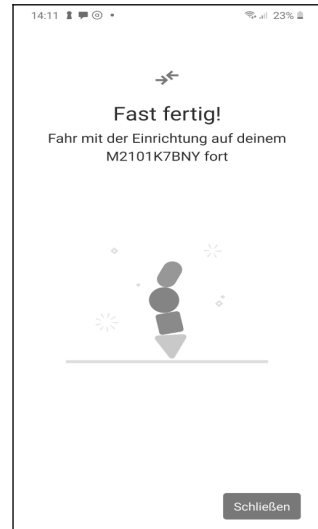 14:11 23%
Fast fertig!
Fahr mit der Einrichtung auf deinem
M2101K7BNY fort
Schließen